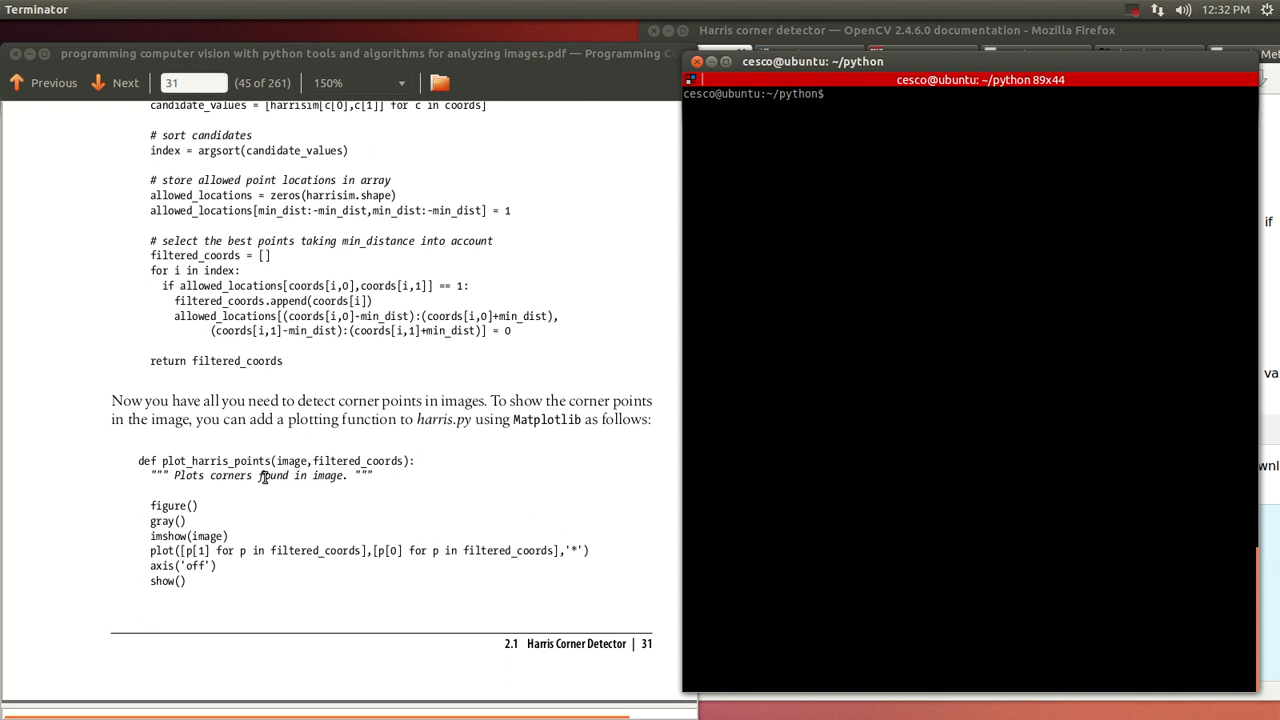 Terminator
12:32 PM
Harris corner detector — OpenCV 2.4.6.0 documentation - Mozilla Firefox
programming computer vision with python tools and algorithms for analyzing images.pdf — Programming C
Previous
Next
31
(45 of 261)
150%
candidate_values = [harrisim[c[0],c[1]] for c in coords]
# sort candidates
index = argsort(candidate_values)
# store allowed point locations in array
allowed_locations = zeros(harrisim.shape)
allowed_locations[min_dist:-min_dist,min_dist:-min_dist] = 1
# select the best points taking min_distance into account
filtered_coords = []
for i in index:
if allowed_locations[coords[i,0],coords[i,1]] == 1:
filtered_coords.append(coords[i])
allowed_locations[(coords[i,0]-min_dist):(coords[i,0]+min_dist),
(coords[i,1]-min_dist):(coords[i,1]+min_dist)] = 0
return filtered_coords
Now you have all you need to detect corner points in images. To show the corner points
in the image, you can add a plotting function to harris.py using Matplotlib as follows:
def plot_harris_points(image,filtered_coords):
""" Plots corners found in image. """
figure()
gray()
imshow(image)
plot([p[1] for p in filtered_coords],[p[0] for p in filtered_coords],'*')
axis('off')
show()
2.1 Harris Corner Detector | 31
cesco@ubuntu: ~/python
cesco@ubuntu: ~/python 89x44
cesco@ubuntu:~/python$
Met
if
va
wnl